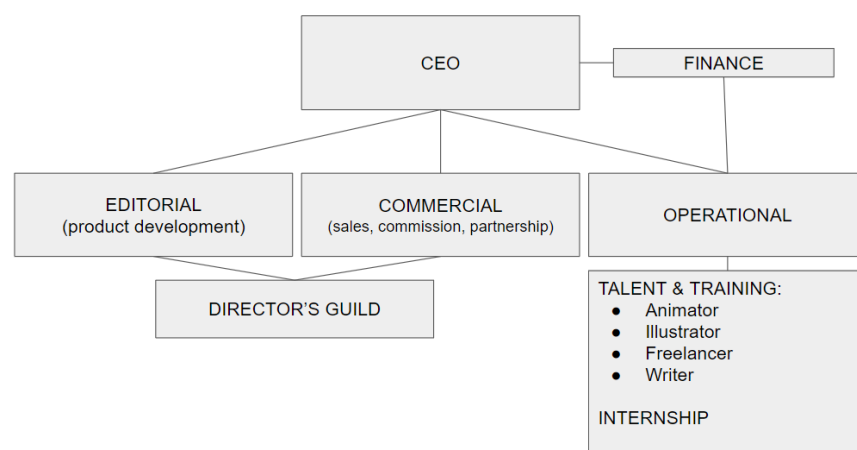 CEO
FINANCE
EDITORIAL
(product development)
COMMERCIAL
(sales, commission, partnership)
OPERATIONAL
DIRECTOR’S GUILD
TALENT & TRAINING:
● Animator
● Illustrator
● Freelancer
● Writer
INTERNSHIP